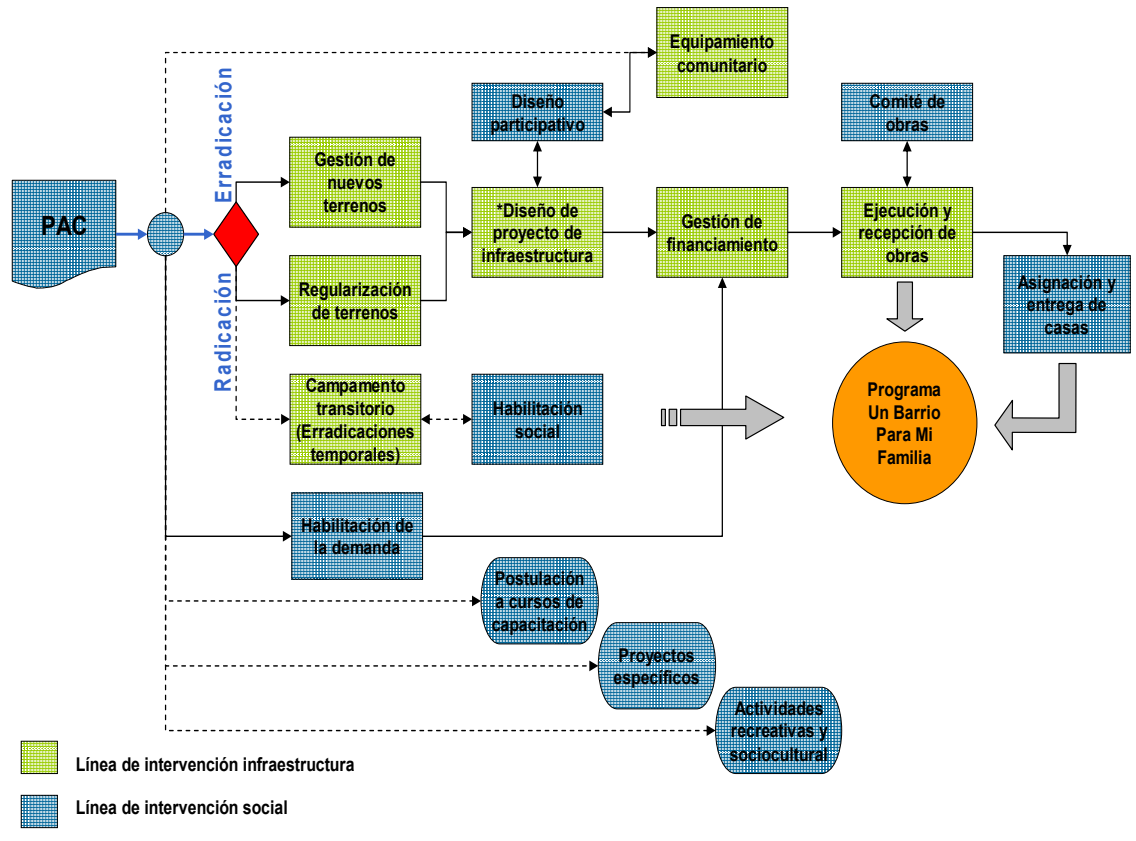 Equipamiento
comunitario
Diseño
participativo
Comité de
obras
Erradicación
Gestión de
nuevos
terrenos
PAC
*Diseño de
proyecto de
infraestructura
Gestión de
financiamiento
Ejecución y
recepción de
obras
Radicación
Regularización
de terrenos
Asignación y
entrega de
casas
Campamento
transitorio
(Erradicaciones
temporales)
Habilitación
social
Programa
Un Barrio
Para Mi
Familia
Habilitación de
la demanda
Postulación
a cursos de
capacitación
Proyectos
específicos
Actividades
recreativas y
sociocultural
Línea de intervención infraestructura
Línea de intervención social